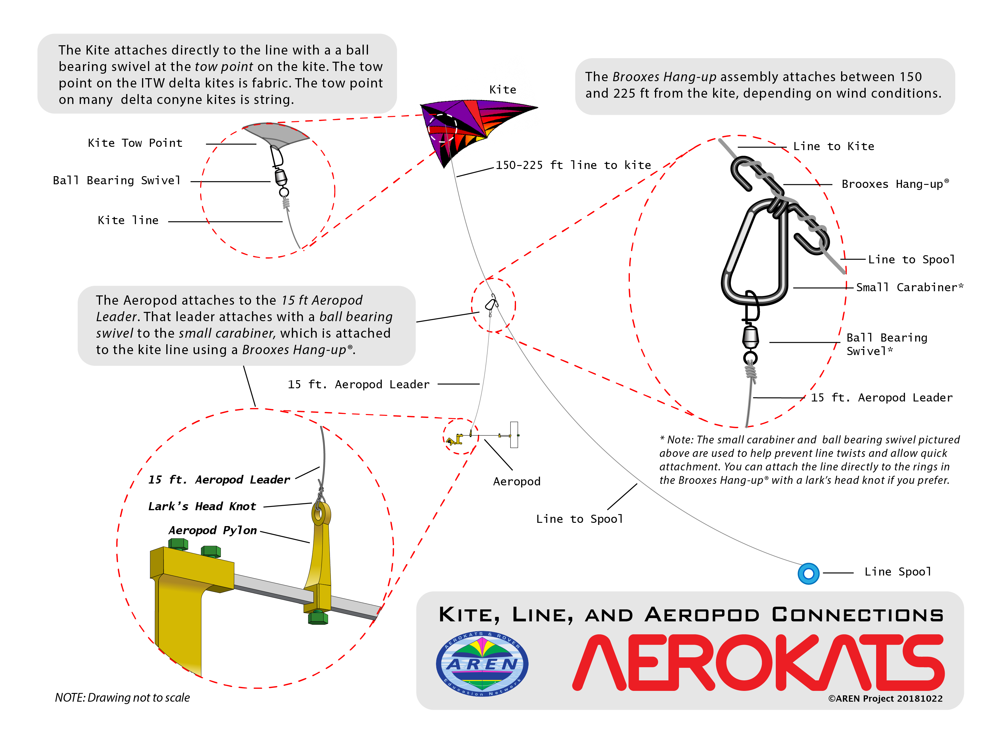 The Kite attaches directly to the line with a a ball
bearing swivel at the tow point on the kite. The tow
point on the ITW delta kites is fabric. The tow point
on many  delta conyne kites is string.
Kite
The Brooxes Hang-up assembly attaches between 150
and 225 ft from the kite, depending on wind conditions.
Kite Tow Point
Ball Bearing Swivel
Kite line
150-225 ft line to kite
Line to Kite
Brooxes Hang-up®
Line to Spool
Small Carabiner*
Ball Bearing
Swivel*
15 ft. Aeropod Leader
The Aeropod attaches to the 15 ft Aeropod
Leader. That leader attaches with a ball bearing
swivel to the small carabiner, which is attached
to the kite line using a Brooxes Hang-up®.
15 ft. Aeropod Leader
* Note: The small carabiner and  ball bearing swivel pictured
above are used to help prevent line twists and allow quick
attachment. You can attach the line directly to the rings in
the Brooxes Hang-up® with a lark's head knot if you prefer.
15 ft. Aeropod Leader
Lark's Head Knot
Aeropod Pylon
Aeropod
Line to Spool
Line Spool
Kite, Line, and Aeropod Connections
AEROKATS & ROVER
AREN
Education Network
AEROKATS
©AREN Project 20181022
NOTE: Drawing not to scale